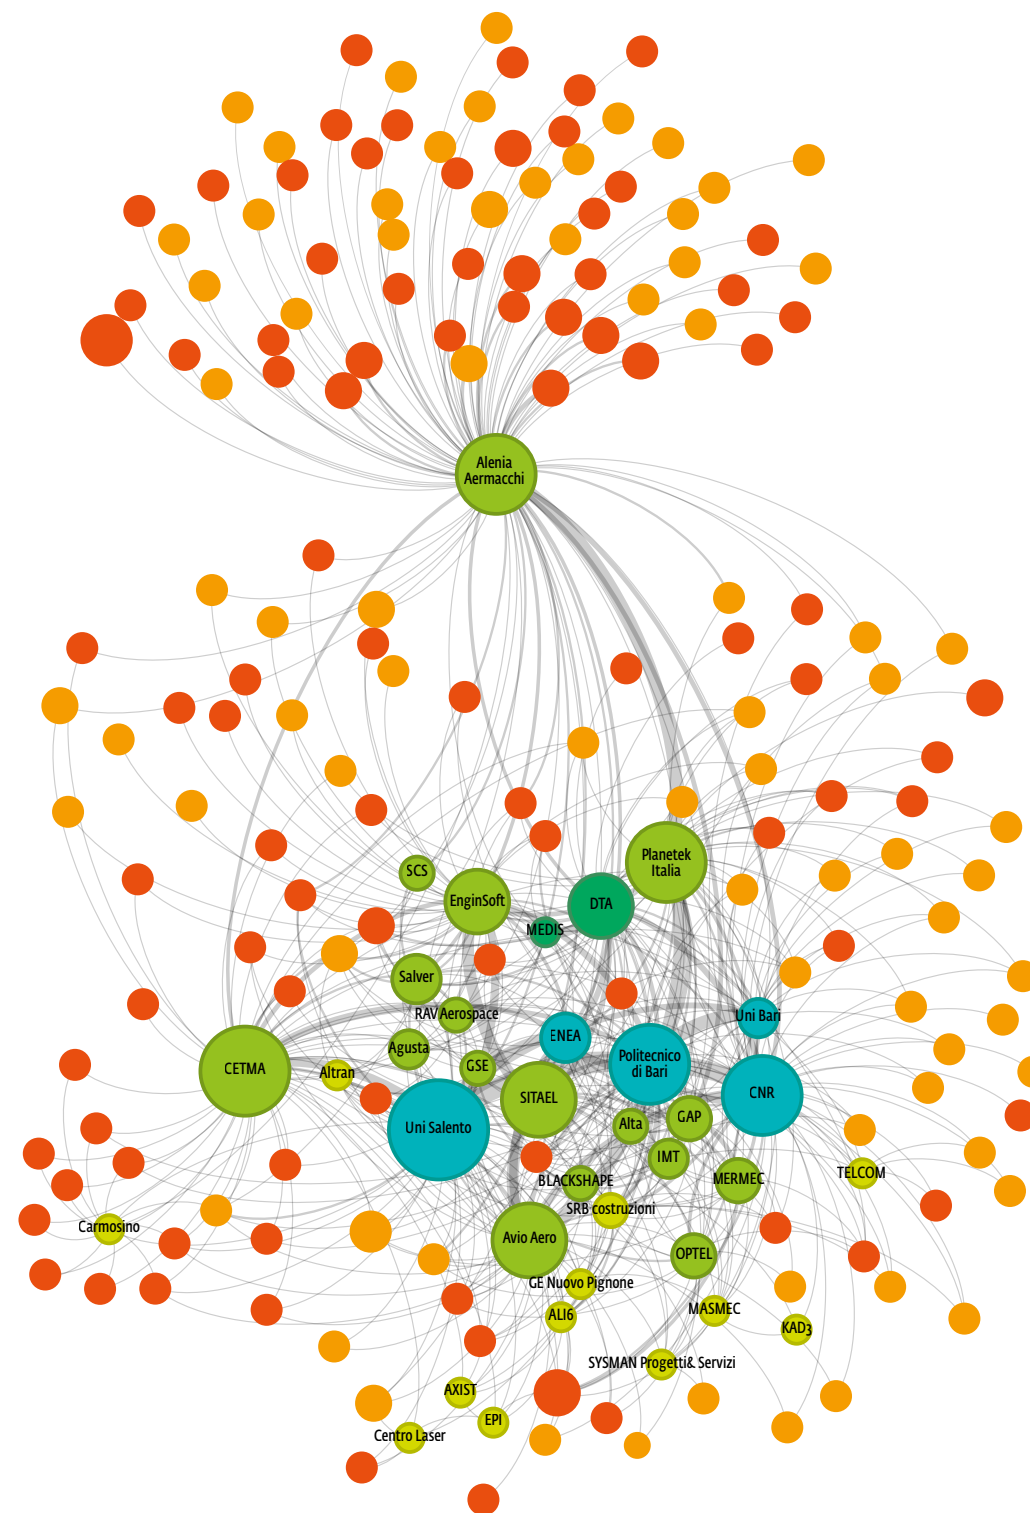 Alenia
Aermacchi
Planetek
Italia
SCS
EnginSoft
DTA
MEDIS
Salver
RAV Aerospace
Uni Bari
ENEA
Agusta
Politecnico
di Bari
CETMA
Altran
GSE
SITAEL
CNR
Uni Salento
Alta
GAP
IMT
BLACKSHAPE
MERMEC
TELCOM
SRB costruzioni
Carmosino
Avio Aero
OPTEL
GE Nuovo Pignone
ALI6
MASMEC
KAD3
SYSMAN Progetti& Servizi
AXIST
EPI
Centro Laser